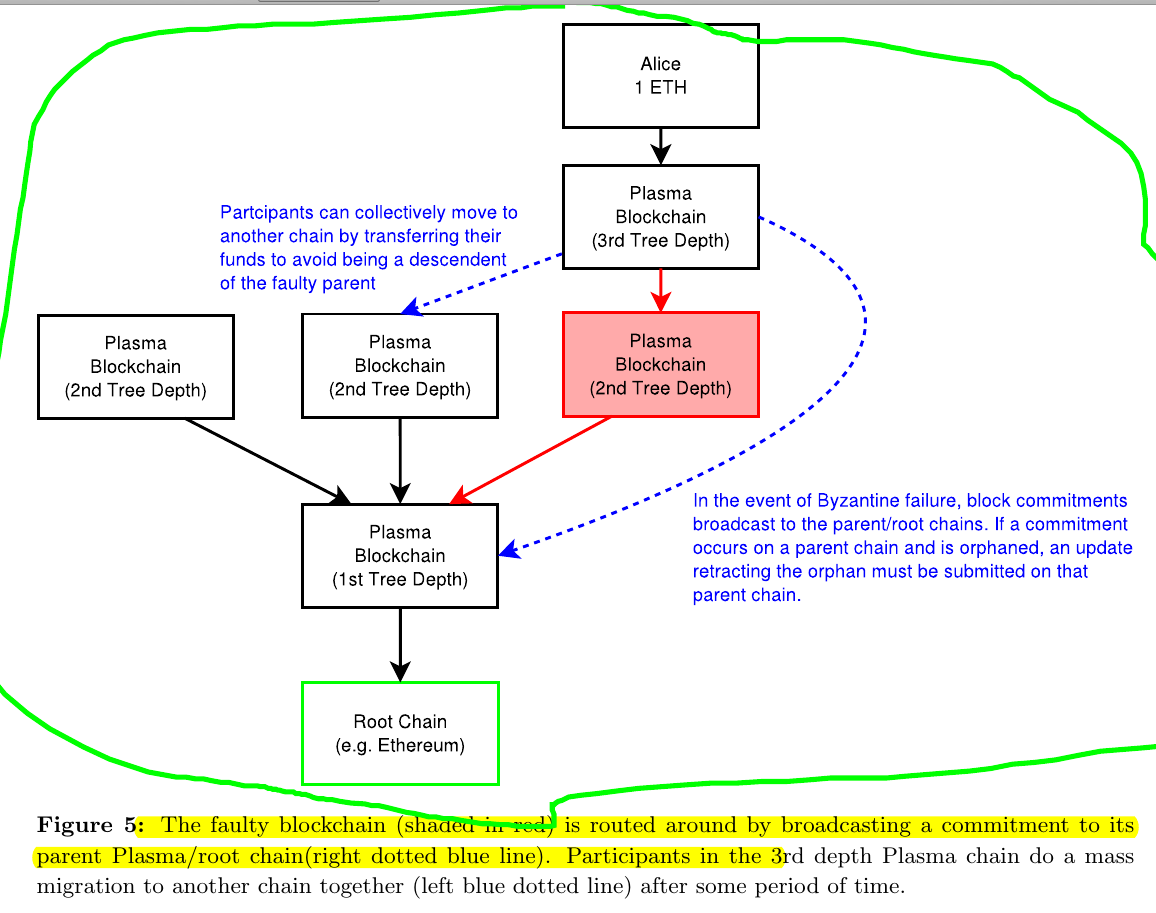 Alice
1 ETH
Plasma
Blockchain
(3rd Tree Depth)
Partcipants can collectively move to
another chain by transferring their
funds to avoid being a descendent
of the faulty parent
Plasma
Blockchain
(2nd Tree Depth)
Plasma
Blockchain
(2nd Tree Depth)
Plasma
Blockchain
(2nd Tree Depth)
In the event of Byzantine failure, block commitments
broadcast to the parent/root chains. If a commitment
occurs on a parent chain and is orphaned, an update
retracting the orphan must be submitted on that
parent chain.
Plasma
Blockchain
(1st Tree Depth)
Root Chain
(e.g. Ethereum)
Figure 5: The faulty blockchain (shaded in red) is routed around by broadcasting a commitment to its
parent Plasma/root chain(right dotted blue line). Participants in the 3rd depth Plasma chain do a mass
migration to another chain together (left blue dotted line) after some period of time.